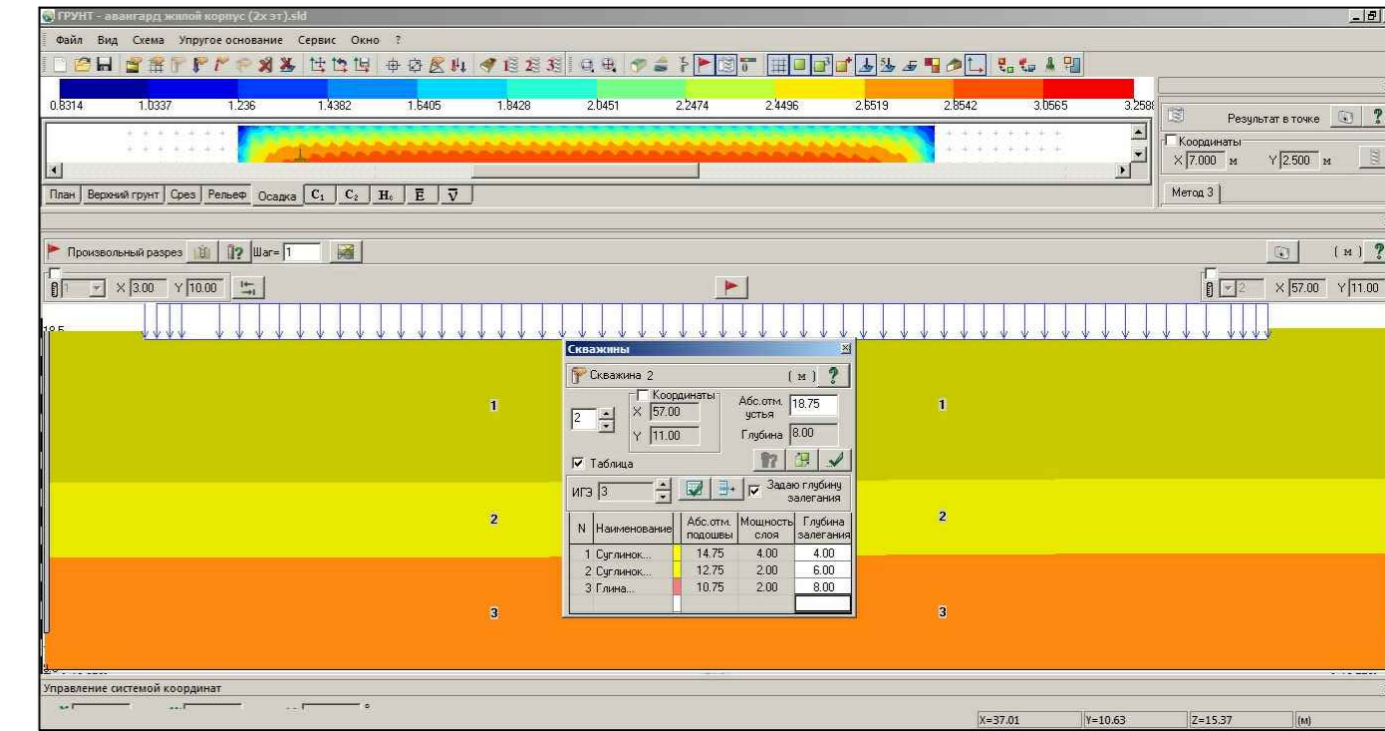 ГРУНТ - авангард жилой корпус (2х эт).sld
Файл Вид Схема Упругое основание Сервис Окно ?
0.8314 1.0337 1.236 1.4382 1.6405 1.8428 2.0451 2.2474 2.4496 2.6519 2.8542 3.0565 3.258
Результат в точке ?
Координаты
X 7.000 м Y 2.500 м
План Верхний грунт Срез Рельеф Осадка C₁ C₂ H꜀ E̅ V̅
Метод 3
Произвольный разрез Шаг= 1 ( м ) ?
1 X 3.00 Y 10.00 2 X 57.00 Y 11.00
18.5
Скважины
Скважина 2 ( м ) ?
Координаты
2 X 57.00
Y 11.00
Абс.отм. устья 18.75
Глубина 8.00
Таблица
ИГЭ 3 Задаю глубину
залегания
N Наименование Абс.отм. подошвы Мощность слоя Глубина залегания
1 Суглинок... 14.75 4.00 4.00
2 Суглинок... 12.75 2.00 6.00
3 Глина... 10.75 2.00 8.00
1 1
2 2
3 3
Управление системой координат
X=37.01 Y=10.63 Z=15.37 (м)